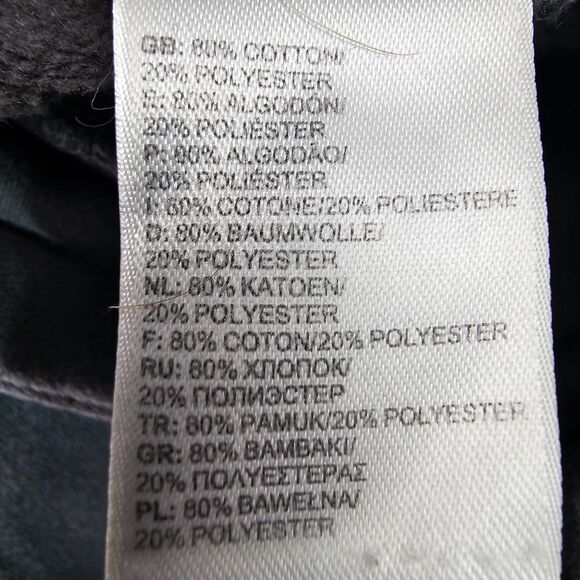 GB: 80% COTTON/
20% POLYESTER
E: 80% ALGODÓN/
20% POLIÉSTER
P: 80% ALGODÃO/
20% POLIÉSTER
I: 80% COTONE/20% POLIESTERE
D: 80% BAUMWOLLE/
20% POLYESTER
NL: 80% KATOEN/
20% POLYESTER
F: 80% COTON/20% POLYESTER
RU: 80% ХЛОПОК/
20% ПОЛИЭСТЕР
TR: 80% PAMUK/20% POLYESTER
GR: 80% ΒΑΜΒΑΚΙ/
20% ΠΟΛΥΕΣΤΕΡΑΣ
PL: 80% BAWEŁNA/
20% POLYESTER